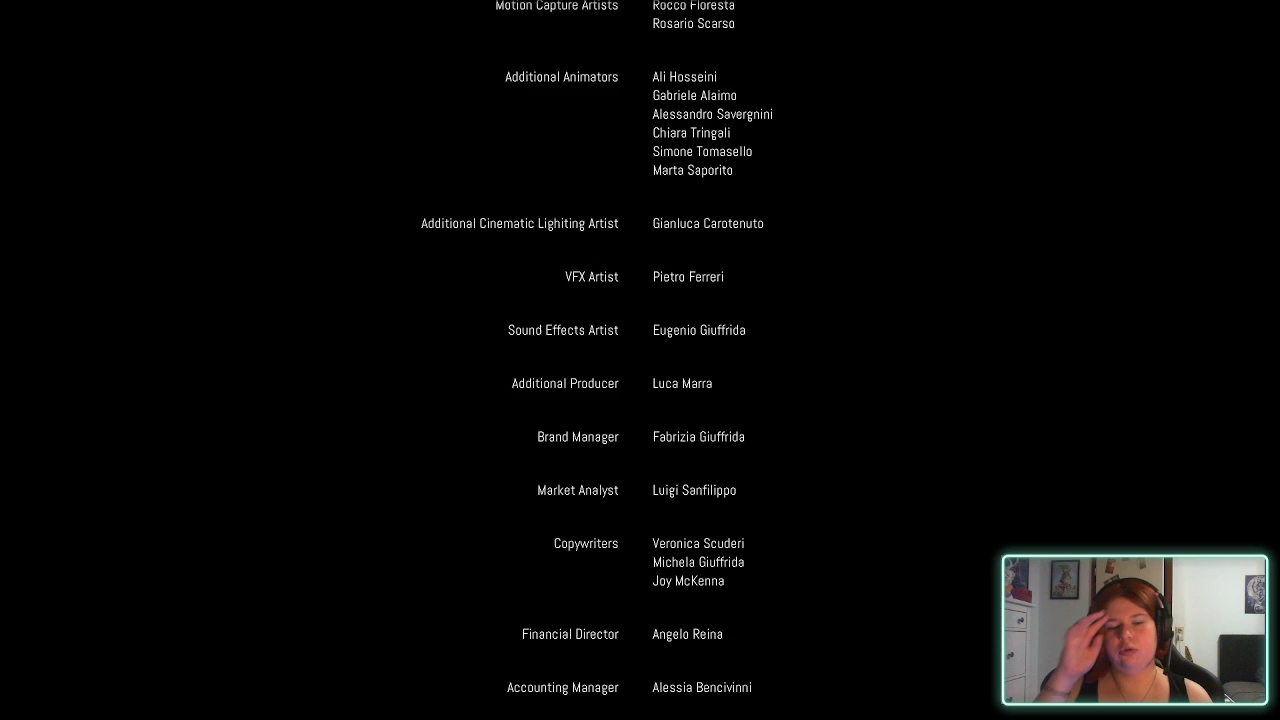 Motion Capture Artists Rocco Floresta
Rosario Scarso
Additional Animators Ali Hosseini
Gabriele Alaimo
Alessandro Savergnini
Chiara Tringali
Simone Tomasello
Marta Saporito
Additional Cinematic Lighiting Artist Gianluca Carotenuto
VFX Artist Pietro Ferreri
Sound Effects Artist Eugenio Giuffrida
Additional Producer Luca Marra
Brand Manager Fabrizia Giuffrida
Market Analyst Luigi Sanfilippo
Copywriters Veronica Scuderi
Michela Giuffrida
Joy McKenna
Financial Director Angelo Reina
Accounting Manager Alessia Bencivinni